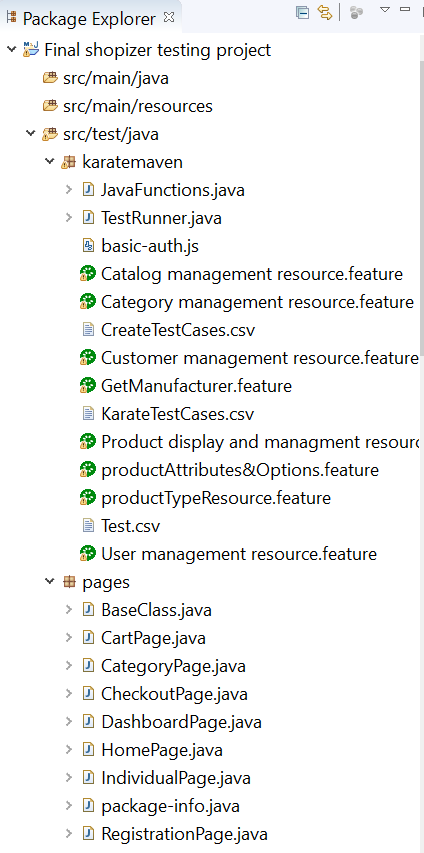 Package Explorer
Final shopizer testing project
src/main/java
src/main/resources
src/test/java
karatemaven
JavaFunctions.java
TestRunner.java
basic-auth.js
Catalog management resource.feature
Category management resource.feature
CreateTestCases.csv
Customer management resource.feature
GetManufacturer.feature
KarateTestCases.csv
Product display and managment resourc
productAttributes&Options.feature
productTypeResource.feature
Test.csv
User management resource.feature
pages
BaseClass.java
CartPage.java
CategoryPage.java
CheckoutPage.java
DashboardPage.java
HomePage.java
IndividualPage.java
package-info.java
RegistrationPage.java